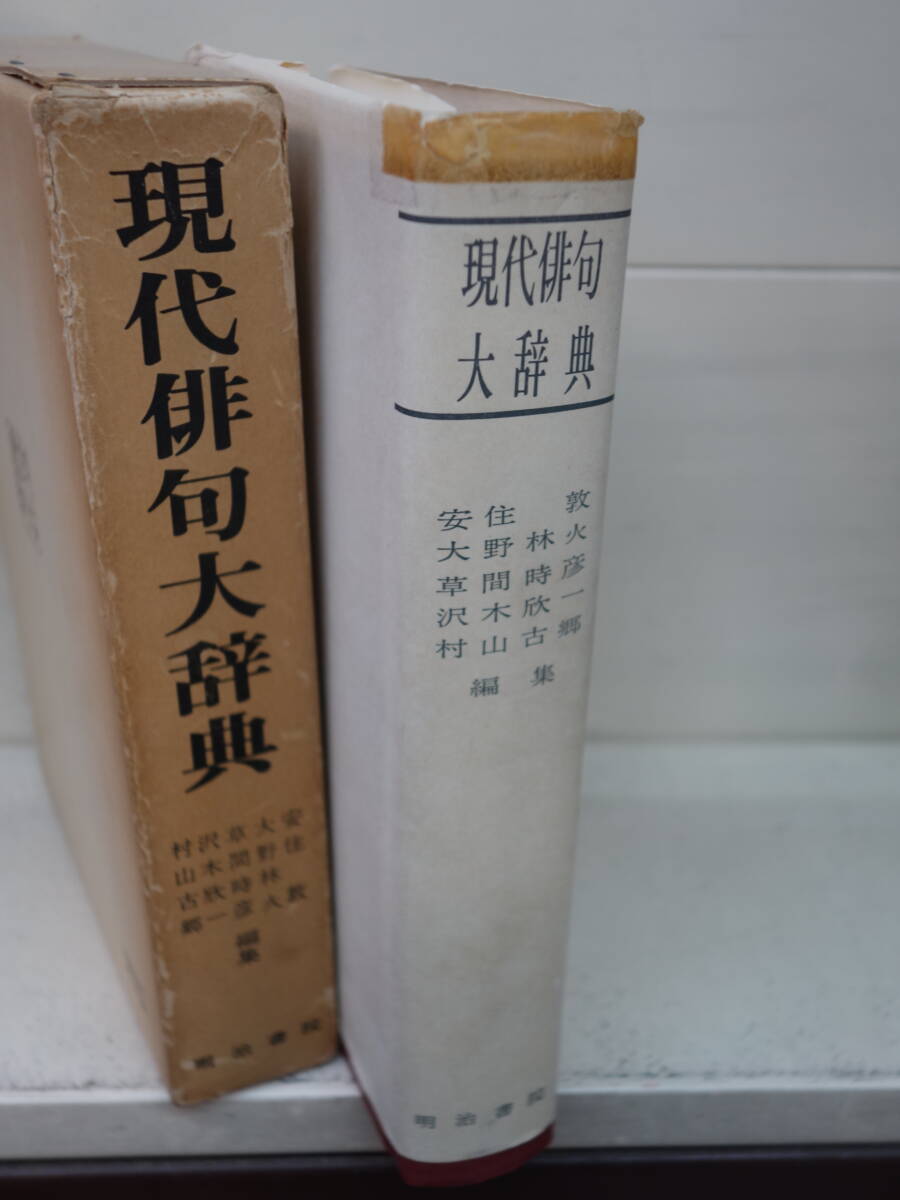 現代俳句大辞典
安住敦
大野林火
草間時彦
沢木欣一
村山古郷
編集
明治書院
現代俳句
大辞典
安住敦
大野林火
草間時彦
沢木欣一
村山古郷
編集
明治書院